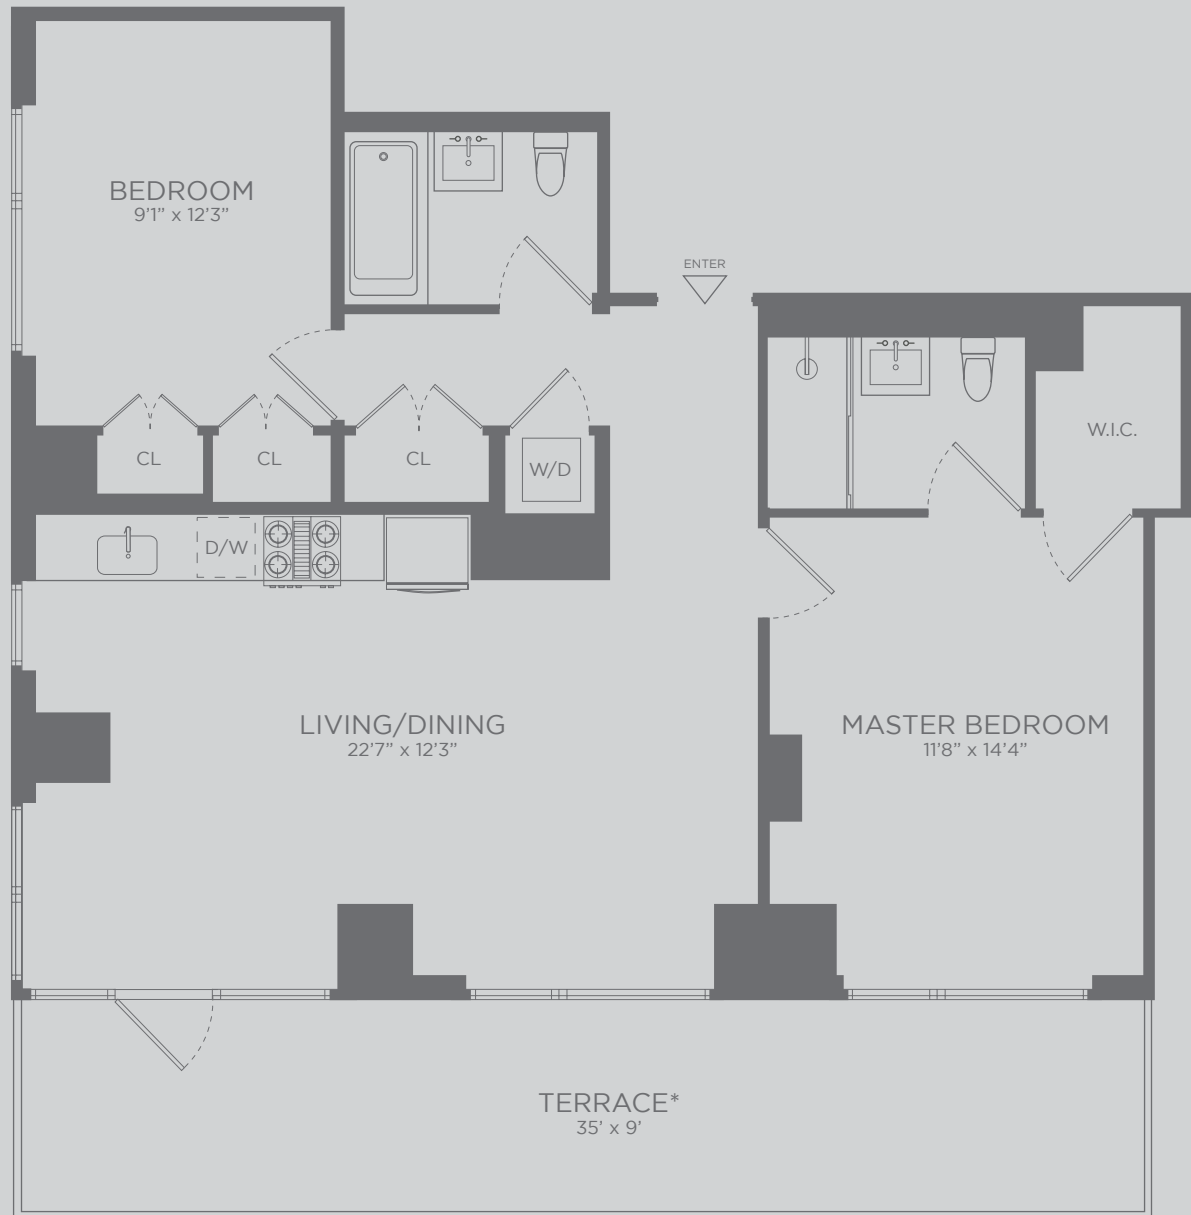 BEDROOM
9'1" x 12'3"
ENTER
W.I.C.
CL
CL
CL
W/D
D/W
LIVING/DINING
22'7" x 12'3"
MASTER BEDROOM
11'8" x 14'4"
TERRACE*
35' x 9'